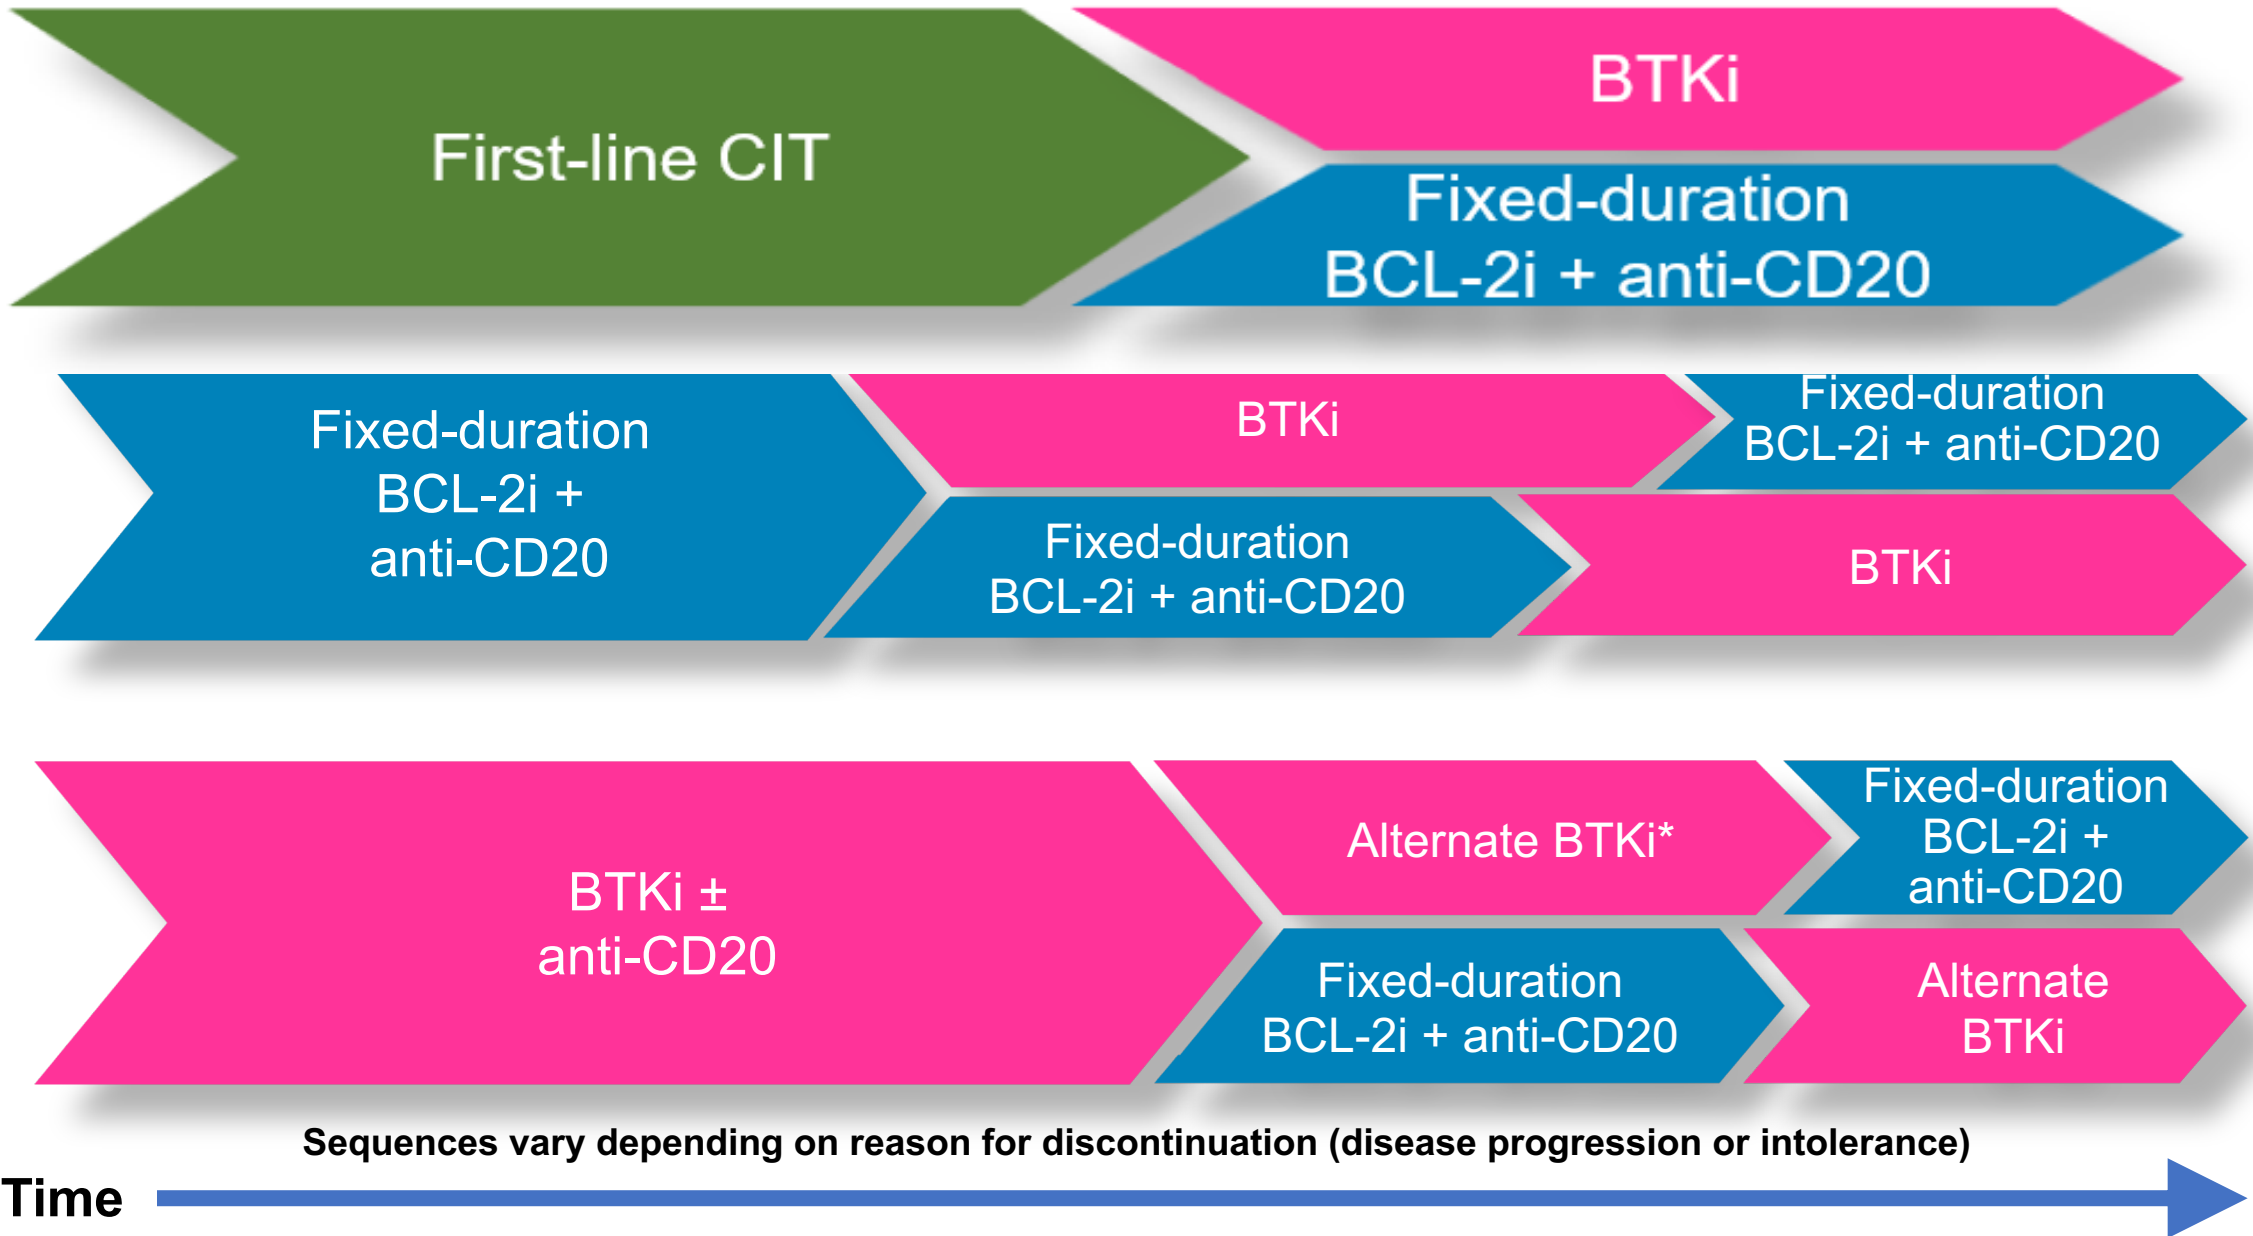 First-line CIT
BTKi
Fixed-duration
BCL-2i + anti-CD20
Fixed-duration
BCL-2i +
anti-CD20
BTKi
Fixed-duration
BCL-2i + anti-CD20
Fixed-duration
BCL-2i + anti-CD20
BTKi
BTKi ±
anti-CD20
Alternate BTKi*
Fixed-duration
BCL-2i +
anti-CD20
Fixed-duration
BCL-2i + anti-CD20
Alternate
BTKi
Sequences vary depending on reason for discontinuation (disease progression or intolerance)
Time